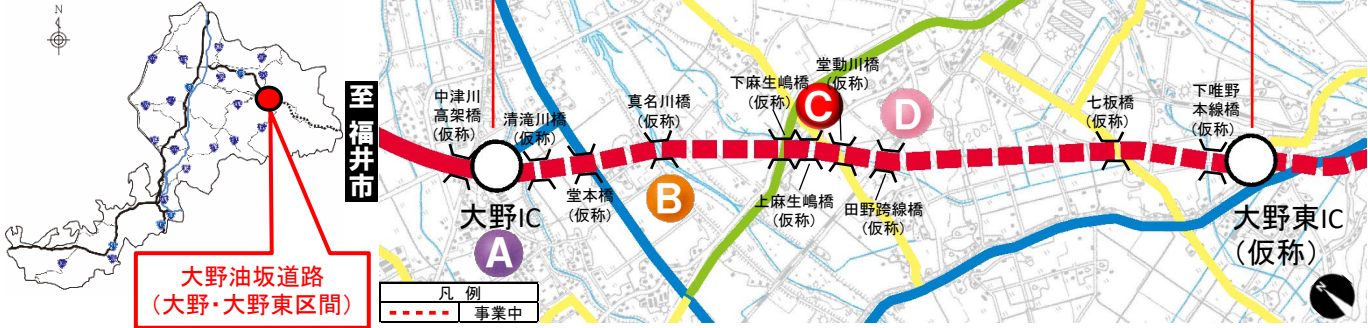 N
大野油坂道路
(大野・大野東区間)
至 福井市
中津川
高架橋
(仮称)
清滝川橋
(仮称)
堂本橋
(仮称)
真名川橋
(仮称)
下麻生嶋橋
(仮称)
堂動川橋
(仮称)
上麻生嶋橋
(仮称)
田野跨線橋
(仮称)
七板橋
(仮称)
下唯野
本線橋
(仮称)
大野IC
大野東IC
(仮称)
A
B
C
D
凡 例
事業中